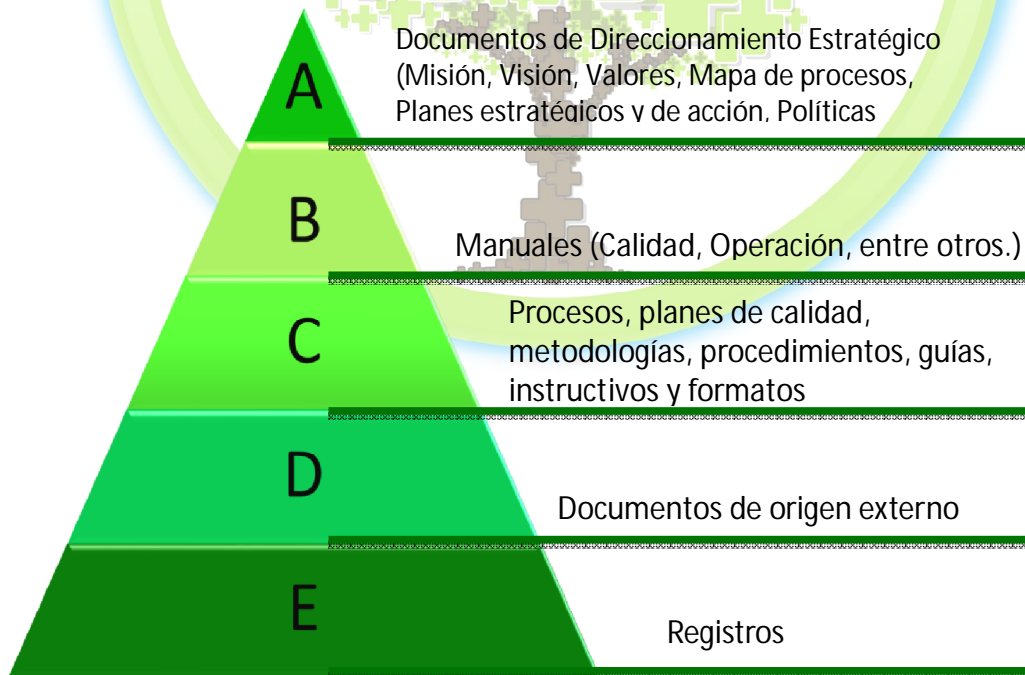 A
Documentos de Direccionamiento Estratégico
(Misión, Visión, Valores, Mapa de procesos,
Planes estratégicos y de acción, Políticas
B
Manuales (Calidad, Operación, entre otros.)
C
Procesos, planes de calidad,
metodologías, procedimientos, guías,
instructivos y formatos
D
Documentos de origen externo
E
Registros